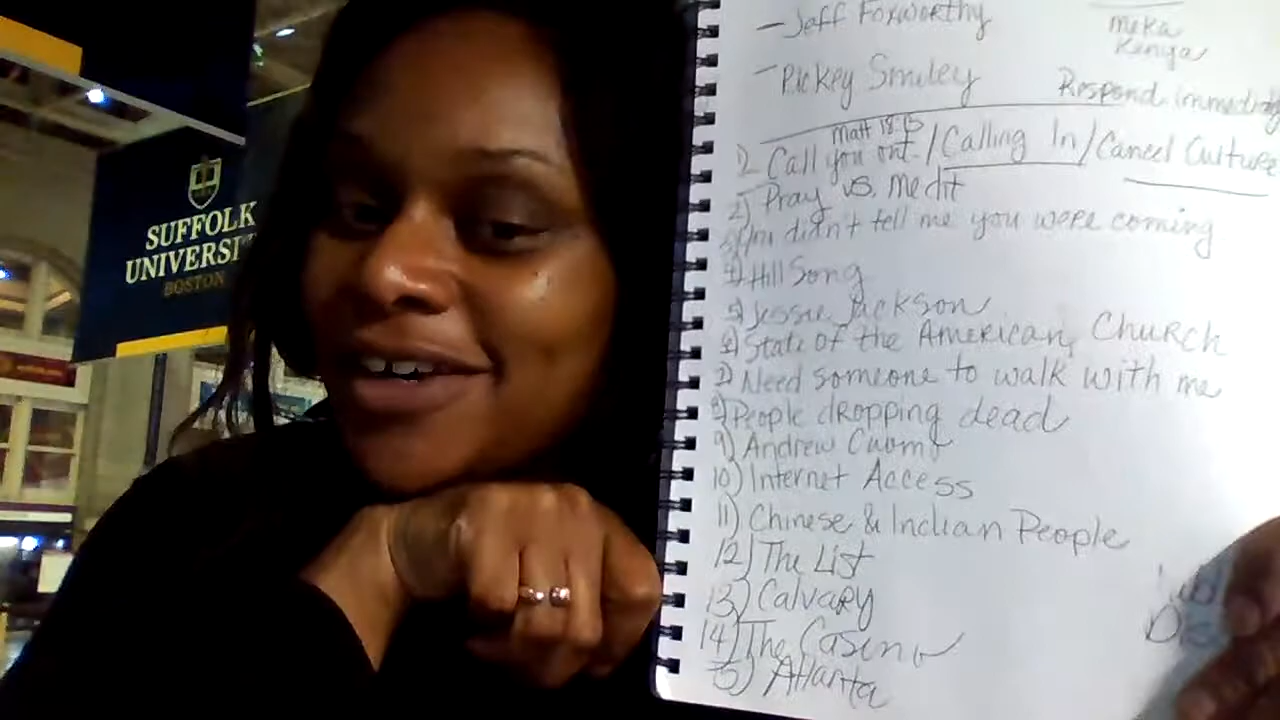 SUFFOLK
UNIVERSI
BOSTON
- Jeff Foxworthy
Meka
Kenya
- Rickey Smiley
Respond immediatly
Matt 18:15
1) Call you out / Calling In / Cancel Culture
2) Pray vs. Medit
3) You didn't tell me you were coming
4) Hill Song
5) Jessie Jackson
6) State of the American Church
7) Need someone to walk with me
8) People dropping dead
9) Andrew Cuomo
10) Internet Access
11) Chinese & Indian People
12) The List
13) Calvary
14) The Casino
15) Atlanta